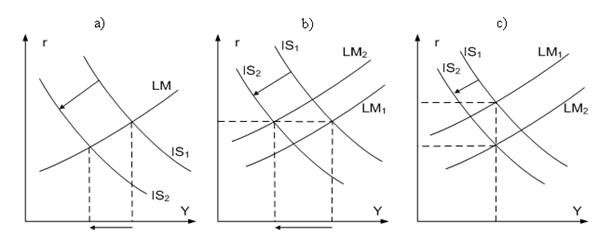 a)
r
LM
IS1
IS2
Y
b)
r
IS1
LM2
IS2
LM1
Y
c)
r
IS1
LM1
IS2
LM2
Y